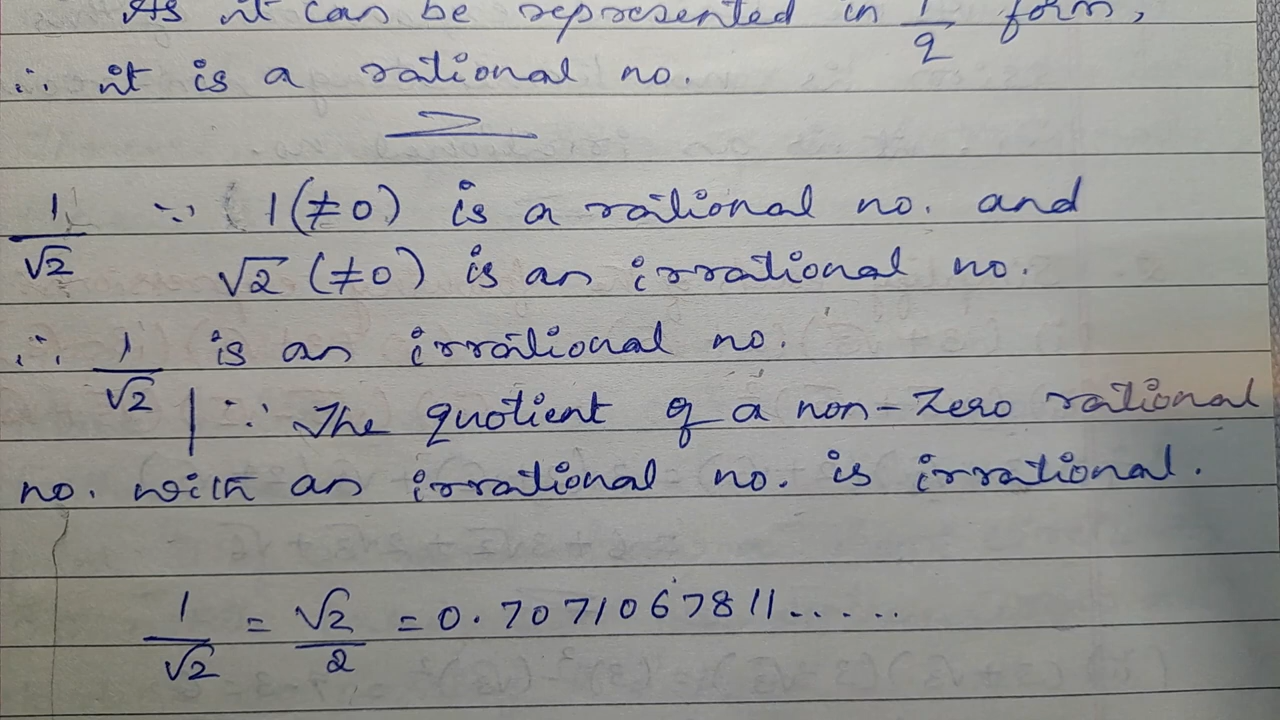 As it can be represented in p/q form,
∴ it is a rational no.
1/√2 ∵ 1(≠0) is a rational no. and
√2 (≠0) is an irrational no.
∴ 1/√2 is an irrational no.
| ∵ The quotient of a non-zero rational
no. with an irrational no. is irrational.
1/√2 = √2/2 = 0.7071067811.....